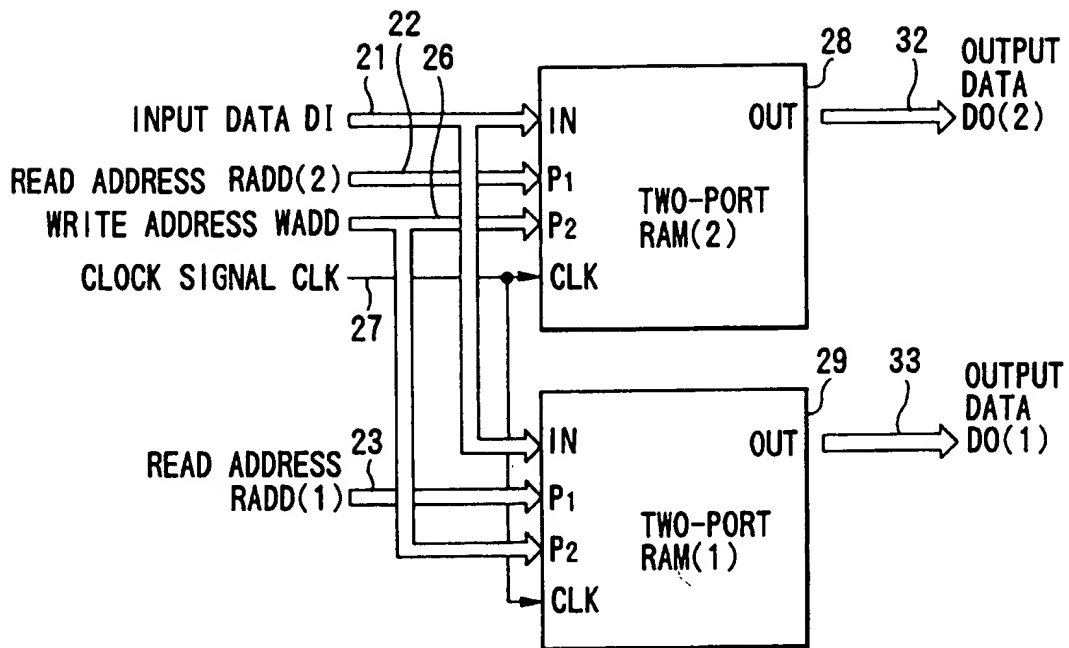 21
22
26
28
32
OUTPUT
DATA
DO(2)
INPUT DATA DI
IN
OUT
READ ADDRESS RADD(2)
P1
WRITE ADDRESS WADD
P2
TWO-PORT
RAM(2)
CLOCK SIGNAL CLK
CLK
27
29
33
OUTPUT
DATA
DO(1)
IN
OUT
READ ADDRESS
RADD(1)
23
P1
TWO-PORT
RAM(1)
P2
CLK